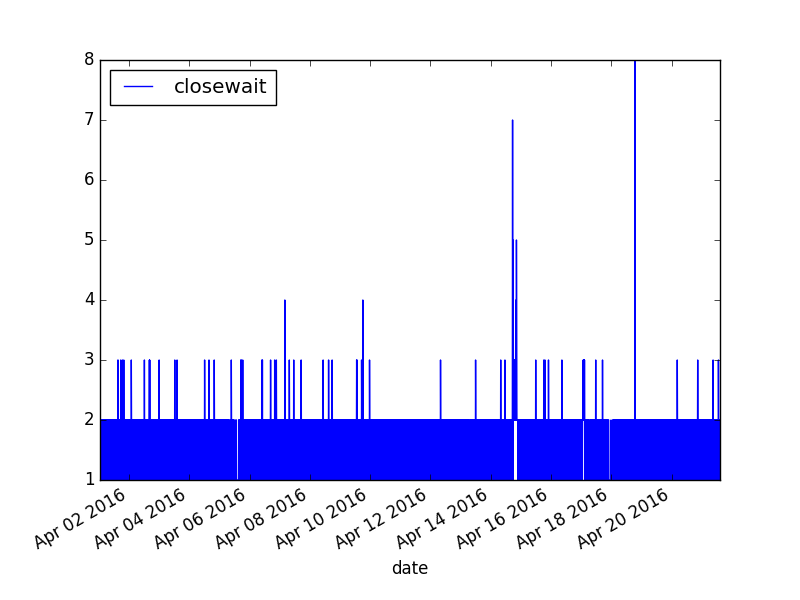 8
closewait
7
6
5
4
3
2
1
Apr 02 2016
Apr 04 2016
Apr 06 2016
Apr 08 2016
Apr 10 2016
Apr 12 2016
Apr 14 2016
Apr 16 2016
Apr 18 2016
Apr 20 2016
date